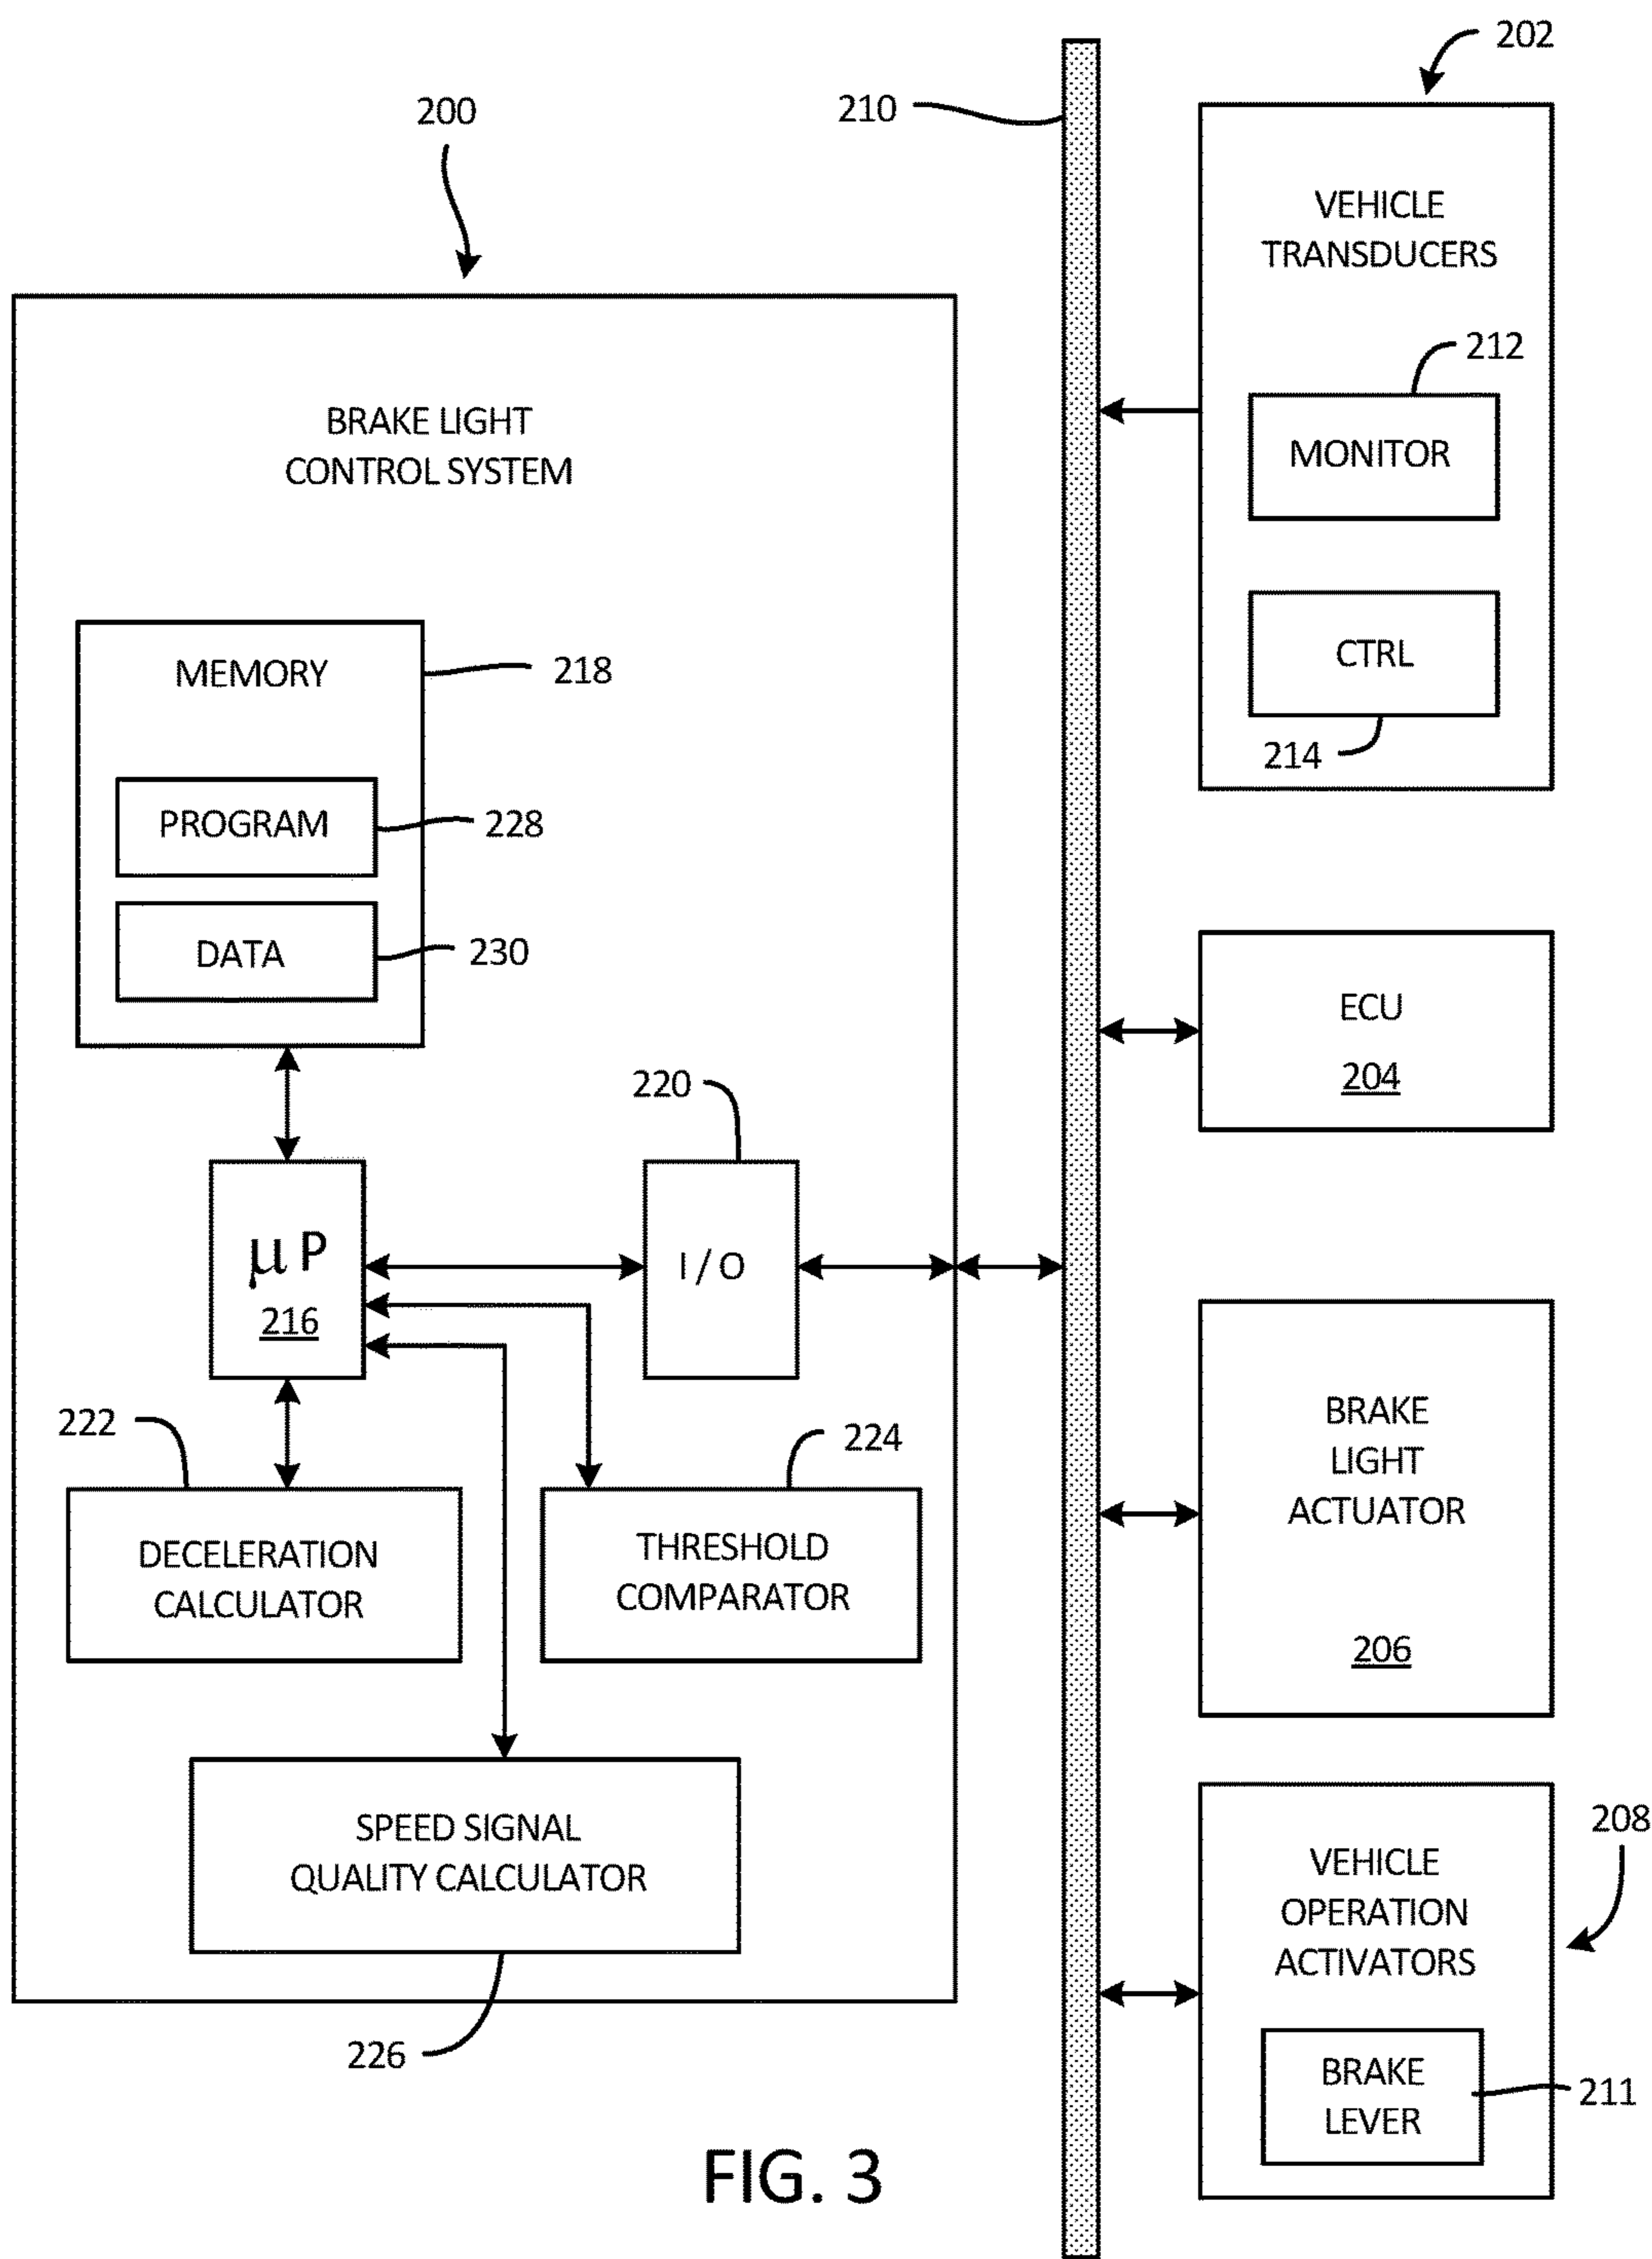 200
BRAKE LIGHT
CONTROL SYSTEM
MEMORY
218
PROGRAM
228
DATA
230
220
μP
216
I / O
222
224
DECELERATION
CALCULATOR
THRESHOLD
COMPARATOR
SPEED SIGNAL
QUALITY CALCULATOR
226
210
202
VEHICLE
TRANSDUCERS
212
MONITOR
CTRL
214
ECU
204
BRAKE
LIGHT
ACTUATOR
206
208
VEHICLE
OPERATION
ACTIVATORS
BRAKE
LEVER
211
FIG. 3